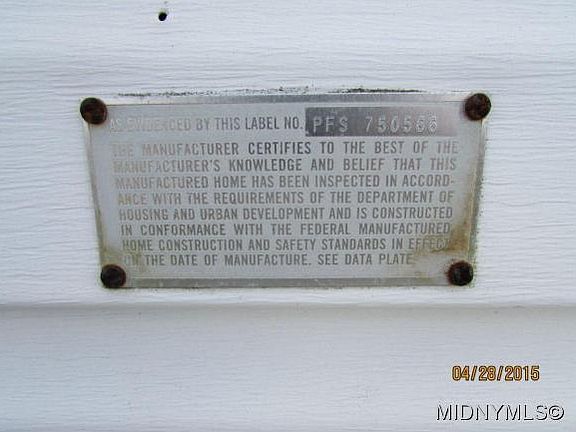 AS EVIDENCED BY THIS LABEL NO. PFS 750566
THE MANUFACTURER CERTIFIES TO THE BEST OF THE
MANUFACTURER'S KNOWLEDGE AND BELIEF THAT THIS
MANUFACTURED HOME HAS BEEN INSPECTED IN ACCORD-
ANCE WITH THE REQUIREMENTS OF THE DEPARTMENT OF
HOUSING AND URBAN DEVELOPMENT AND IS CONSTRUCTED
IN CONFORMANCE WITH THE FEDERAL MANUFACTURED
HOME CONSTRUCTION AND SAFETY STANDARDS IN EFFECT
ON THE DATE OF MANUFACTURE. SEE DATA PLATE
04/28/2015
MIDNYMLS©